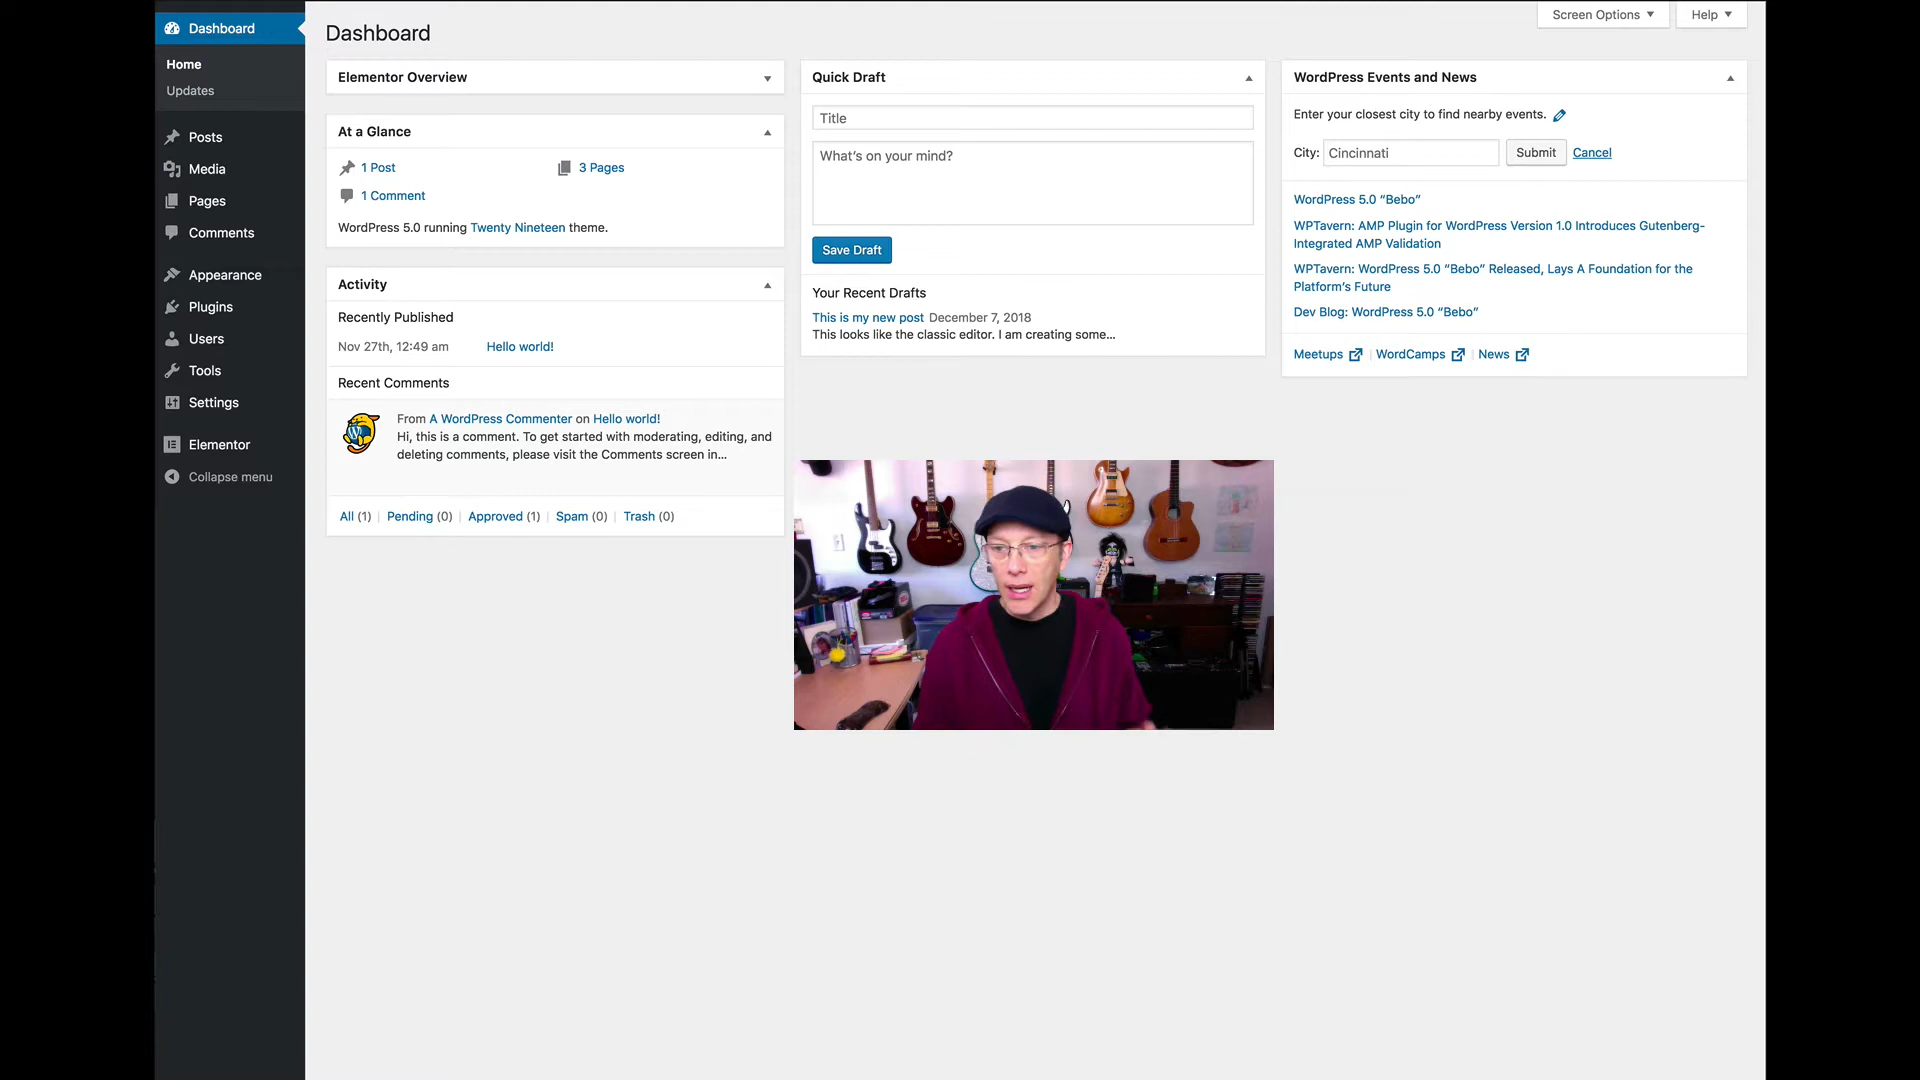 Dashboard
Home
Updates
Posts
Media
Pages
Comments
Appearance
Plugins
Users
Tools
Settings
Elementor
Collapse menu
Dashboard
Screen Options
Help
Elementor Overview
At a Glance
1 Post
3 Pages
1 Comment
WordPress 5.0 running Twenty Nineteen theme.
Activity
Recently Published
Nov 27th, 12:49 am Hello world!
Recent Comments
From A WordPress Commenter on Hello world!
Hi, this is a comment. To get started with moderating, editing, and
deleting comments, please visit the Comments screen in...
All (1) | Pending (0) | Approved (1) | Spam (0) | Trash (0)
Quick Draft
Title
What's on your mind?
Save Draft
Your Recent Drafts
This is my new post December 7, 2018
This looks like the classic editor. I am creating some...
WordPress Events and News
Enter your closest city to find nearby events.
City: Cincinnati Submit Cancel
WordPress 5.0 “Bebo”
WPTavern: AMP Plugin for WordPress Version 1.0 Introduces Gutenberg-
Integrated AMP Validation
WPTavern: WordPress 5.0 “Bebo” Released, Lays A Foundation for the
Platform’s Future
Dev Blog: WordPress 5.0 “Bebo”
Meetups | WordCamps | News